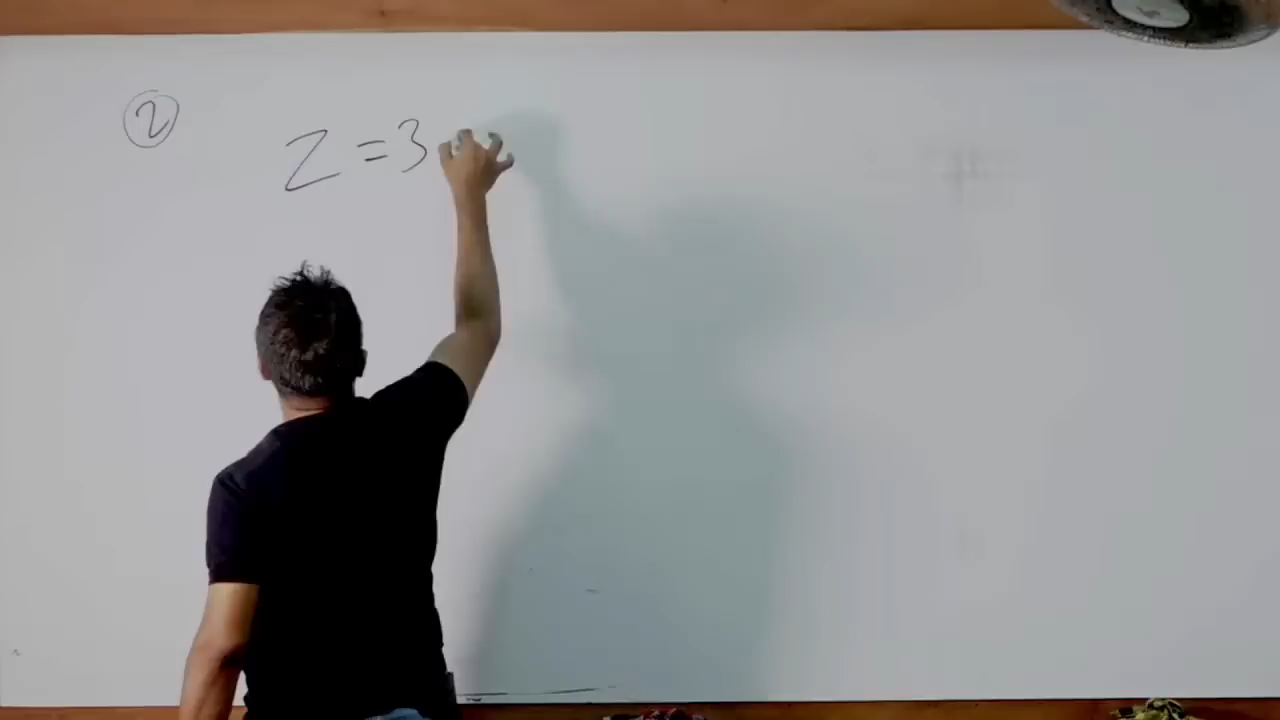 ②
Z = 3